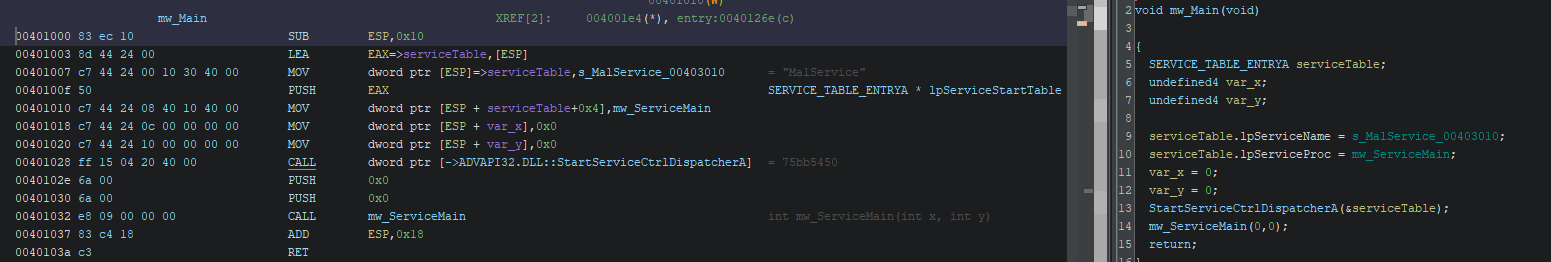 mw_Main XREF[2]: 004001e4(*), entry:0040126e(c)
00401000 83 ec 10 SUB ESP,0x10
00401003 8d 44 24 00 LEA EAX=>serviceTable,[ESP]
00401007 c7 44 24 00 10 30 40 00 MOV dword ptr [ESP]=>serviceTable,s_MalService_00403010 = "MalService"
0040100f 50 PUSH EAX SERVICE_TABLE_ENTRYA * lpServiceStartTable
00401010 c7 44 24 08 40 10 40 00 MOV dword ptr [ESP + serviceTable+0x4],mw_ServiceMain
00401018 c7 44 24 0c 00 00 00 00 MOV dword ptr [ESP + var_x],0x0
00401020 c7 44 24 10 00 00 00 00 MOV dword ptr [ESP + var_y],0x0
00401028 ff 15 04 20 40 00 CALL dword ptr [->ADVAPI32.DLL::StartServiceCtrlDispatcherA] = 75bb5450
0040102e 6a 00 PUSH 0x0
00401030 6a 00 PUSH 0x0
00401032 e8 09 00 00 00 CALL mw_ServiceMain int mw_ServiceMain(int x, int y)
00401037 83 c4 18 ADD ESP,0x18
0040103a c3 RET
2 void mw_Main(void)
3
4 {
5 SERVICE_TABLE_ENTRYA serviceTable;
6 undefined4 var_x;
7 undefined4 var_y;
8
9 serviceTable.lpServiceName = s_MalService_00403010;
10 serviceTable.lpServiceProc = mw_ServiceMain;
11 var_x = 0;
12 var_y = 0;
13 StartServiceCtrlDispatcherA(&serviceTable);
14 mw_ServiceMain(0,0);
15 return;